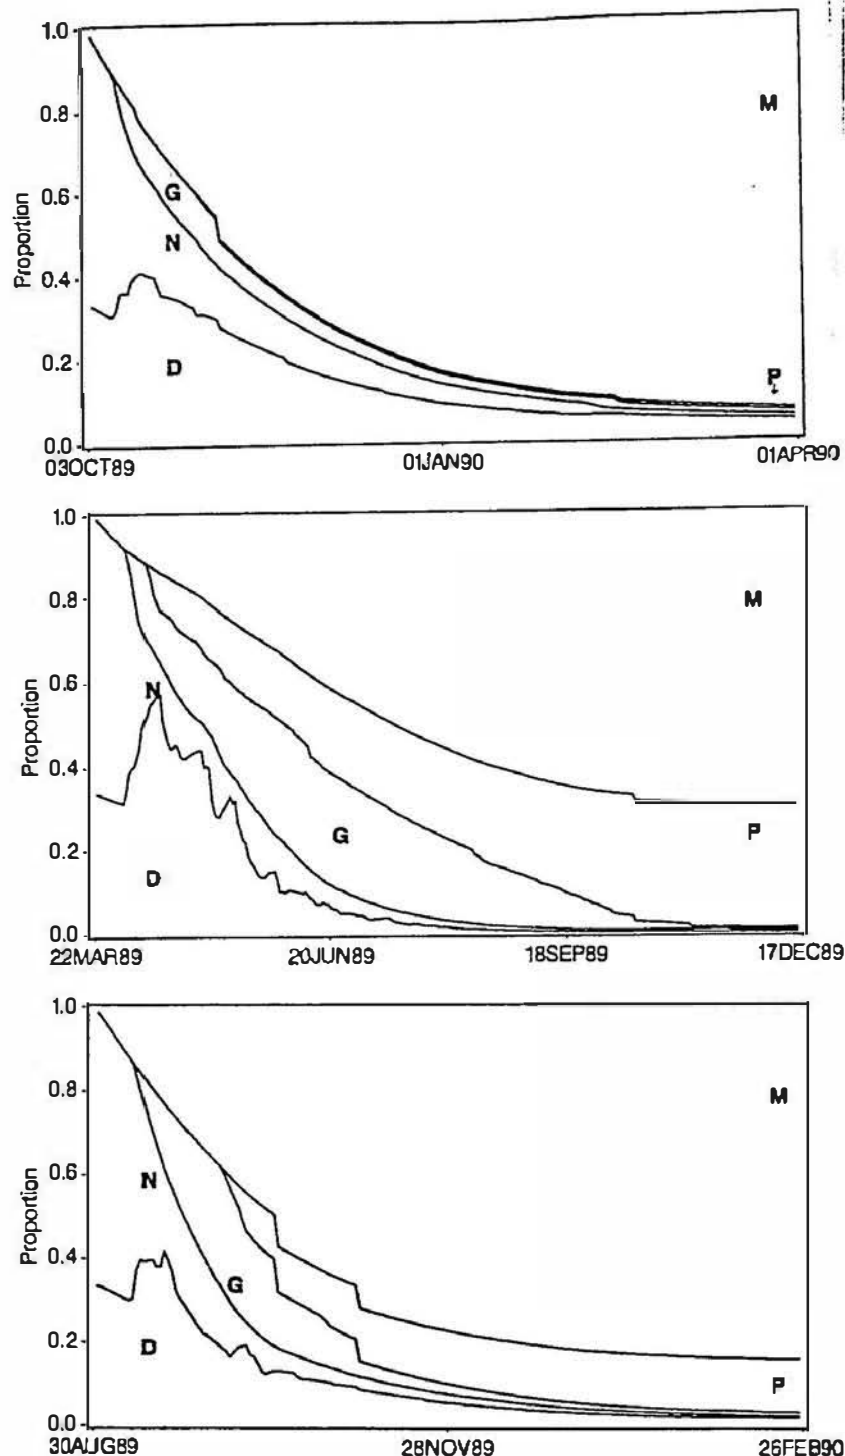 1.0
M
0.8
G
0.6
Proportion
N
0.4
D
0.2
P
0.0
03OCT89 01JAN90 01APR90
1.0
M
0.8
0.6
N
Proportion
0.4
G
P
0.2
D
0.0
22MAR89 20JUN89 18SEP89 17DEC89
1.0
M
0.8
N
0.6
Proportion
0.4
G
D
0.2
P
0.0
30AUG89 28NOV89 26FEB90